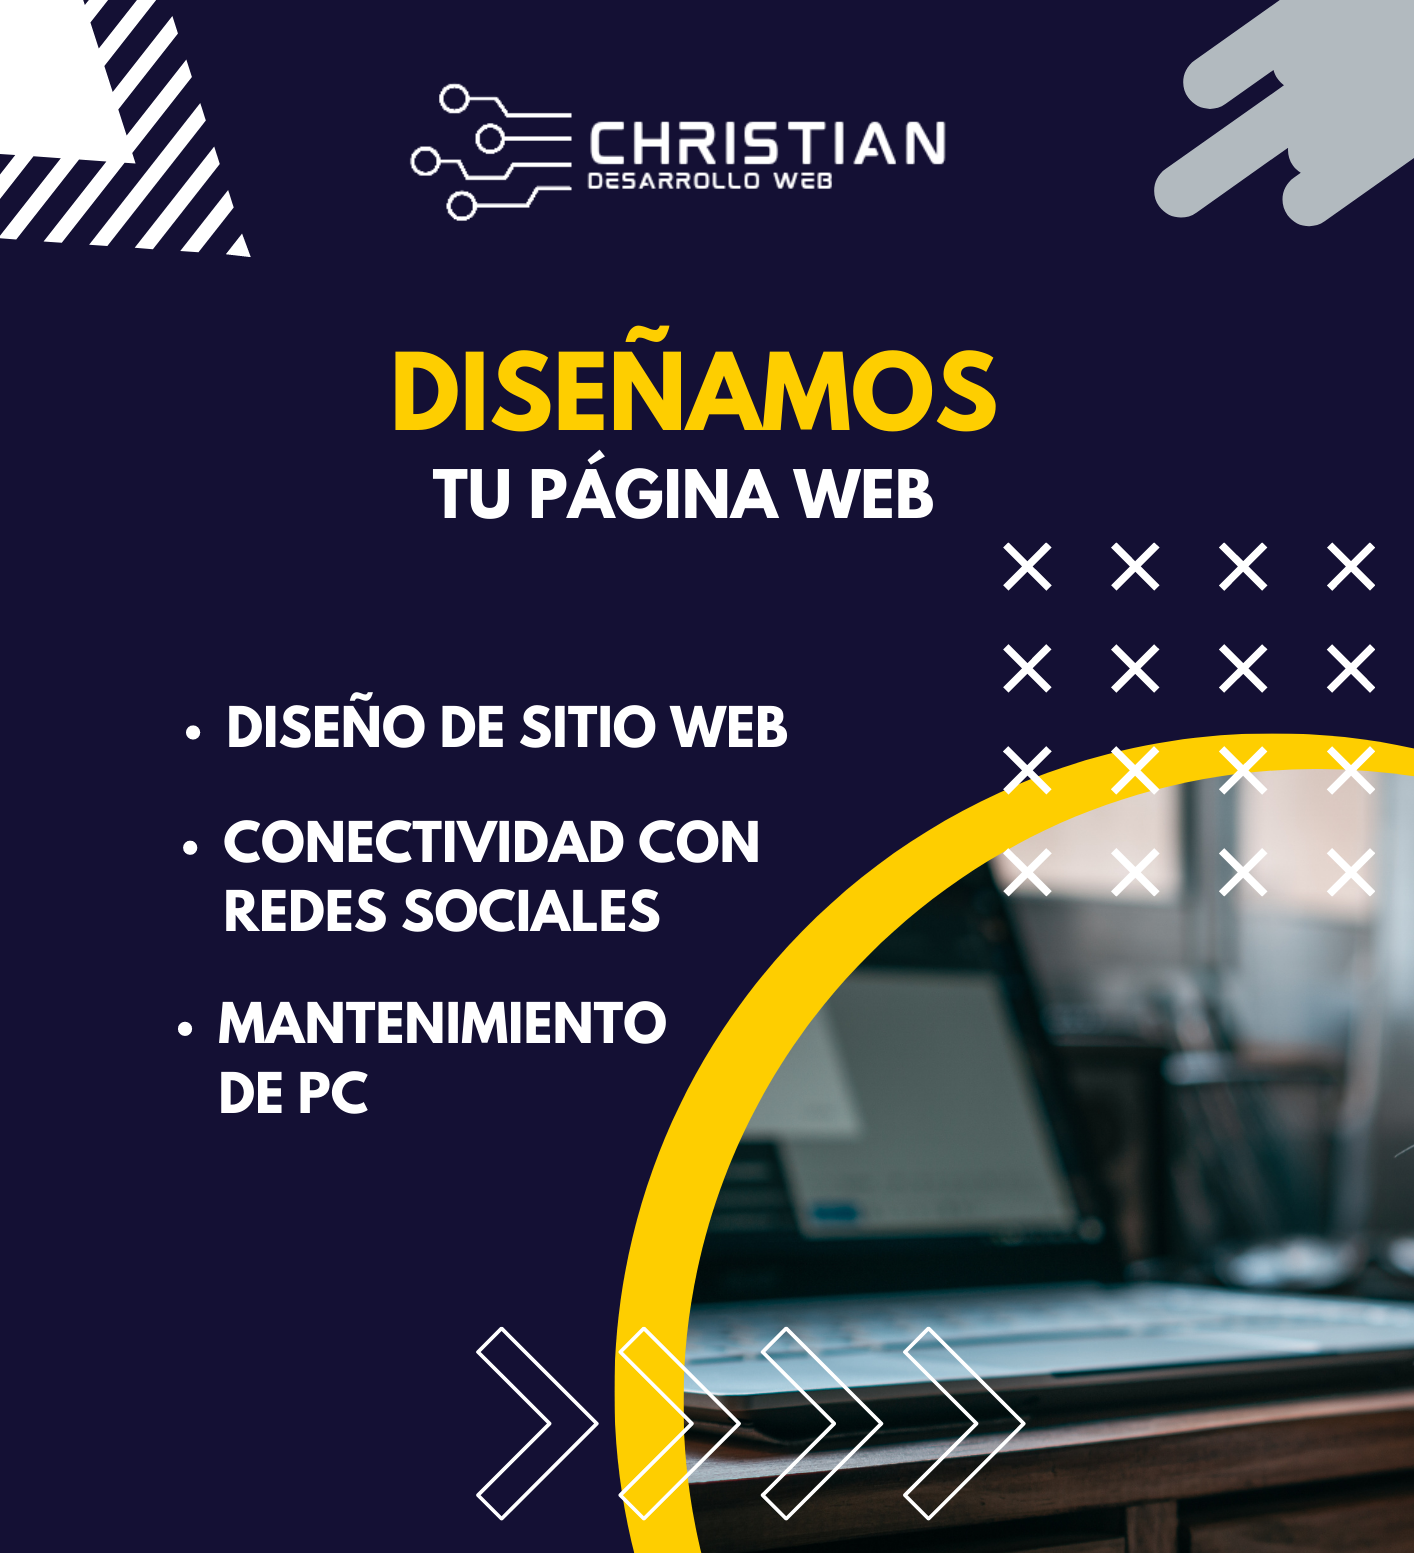 CHRISTIAN
DESARROLLO WEB
DISEÑAMOS
TU PÁGINA WEB
• DISEÑO DE SITIO WEB
• CONECTIVIDAD CON
REDES SOCIALES
• MANTENIMIENTO
DE PC